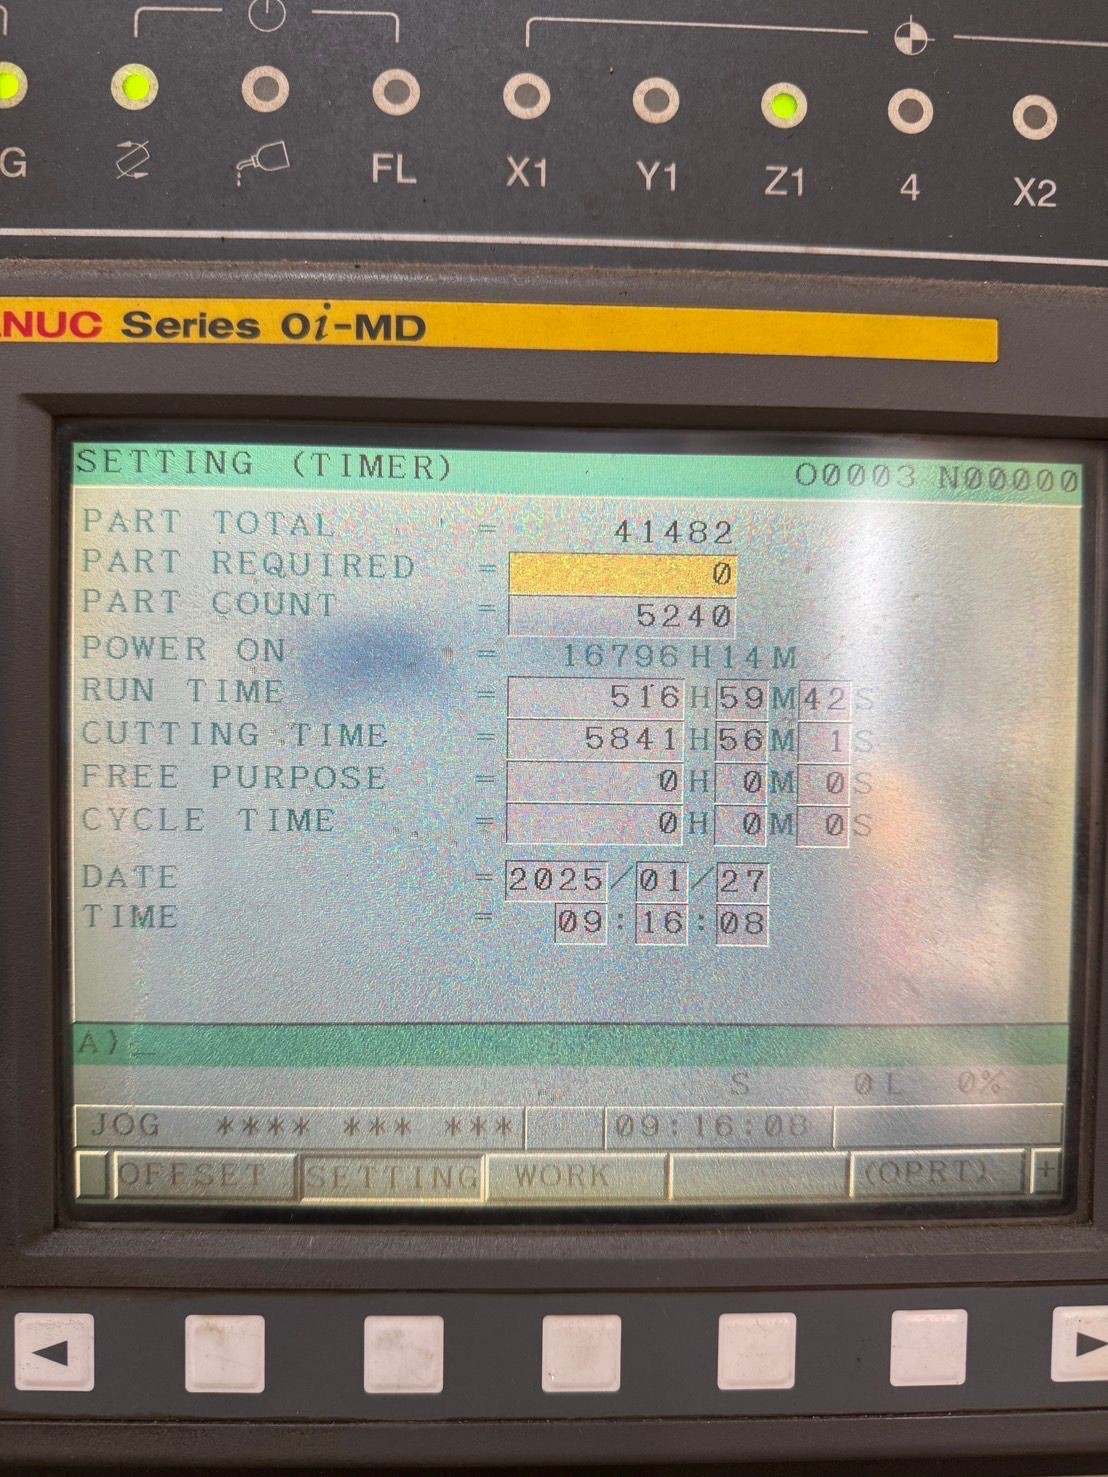 G FL X1 Y1 Z1 4 X2
NUC Series 0i-MD
SETTING (TIMER) O0003 N00000
PART TOTAL = 41482
PART REQUIRED = 0
PART COUNT = 5240
POWER ON = 16796H14M
RUN TIME = 516H59M42S
CUTTING TIME = 5841H56M 1S
FREE PURPOSE = 0H 0M 0S
CYCLE TIME = 0H 0M 0S
DATE = 2025/01/27
TIME = 09:16:08
A)_
S 0L 0%
JOG **** *** *** 09:16:08
OFFSET SETTING WORK (OPRT) +